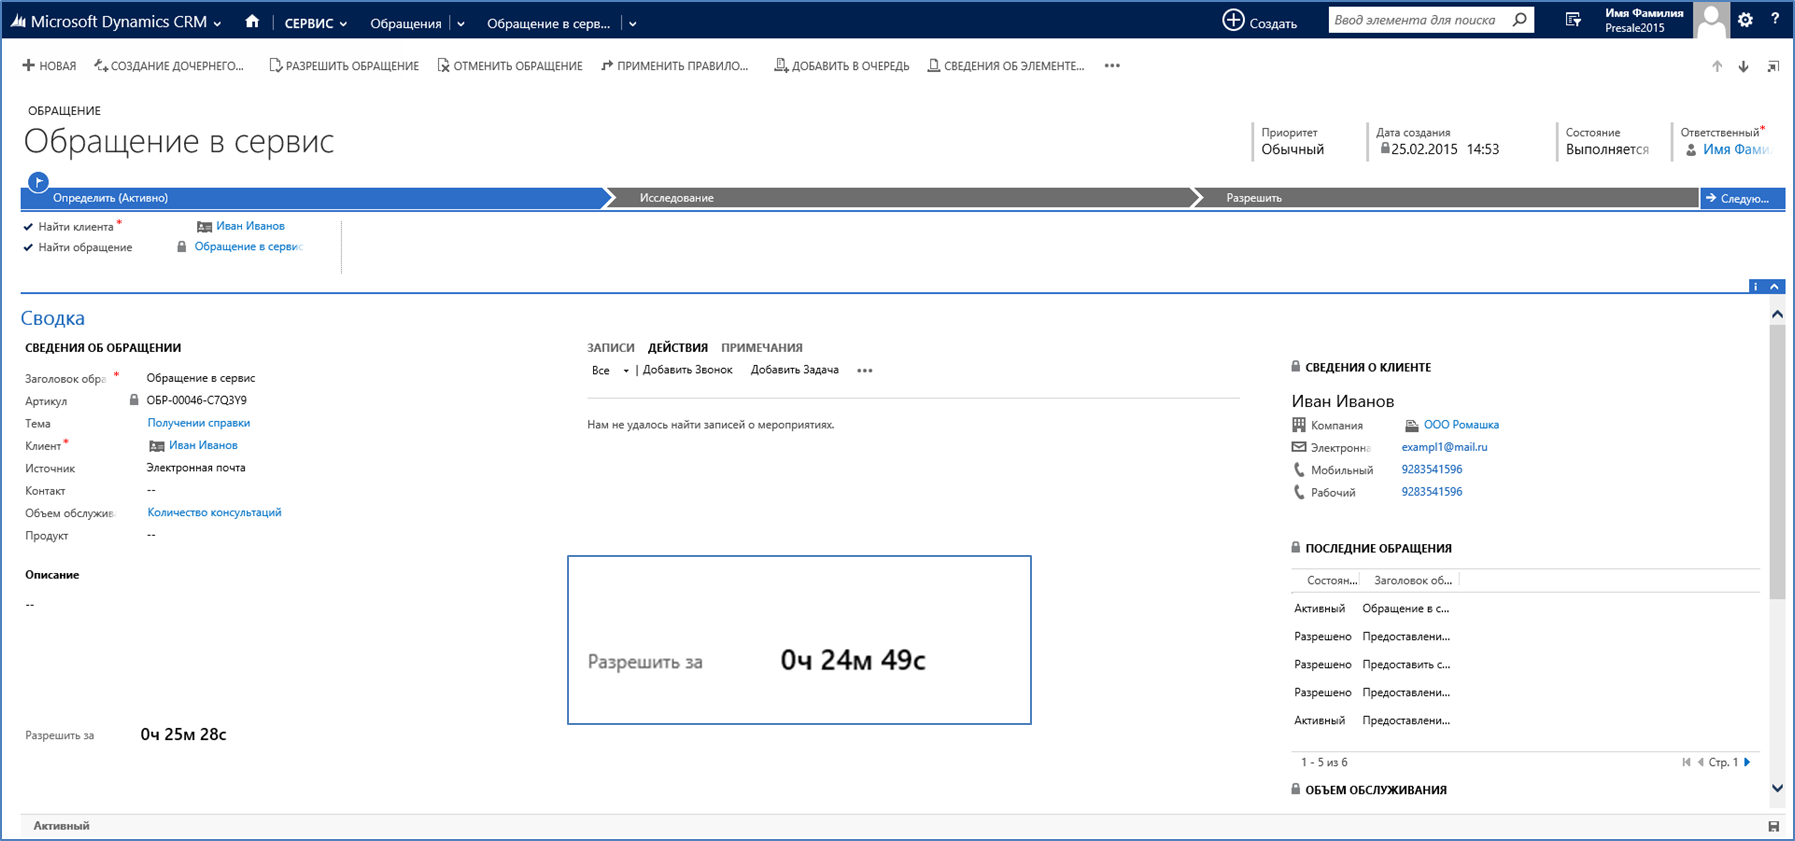 Microsoft Dynamics CRM СЕРВИС Обращения Обращение в серв... Создать Ввод элемента для поиска Имя Фамилия
Presale2015 ?
НОВАЯ СОЗДАНИЕ ДОЧЕРНЕГО... РАЗРЕШИТЬ ОБРАЩЕНИЕ ОТМЕНИТЬ ОБРАЩЕНИЕ ПРИМЕНИТЬ ПРАВИЛО... ДОБАВИТЬ В ОЧЕРЕДЬ СВЕДЕНИЯ ОБ ЭЛЕМЕНТЕ... •••
ОБРАЩЕНИЕ
Обращение в сервис
Приоритет Дата создания Состояние Ответственный*
Обычный 25.02.2015 14:53 Выполняется Имя Фамил
Определить (Активно) Исследование Разрешить Следую...
Найти клиента* Иван Иванов
Найти обращение Обращение в сервис
Сводка
СВЕДЕНИЯ ОБ ОБРАЩЕНИИ
Заголовок обра * Обращение в сервис
Артикул ОБР-00046-C7Q3Y9
Тема Получении справки
Клиент* Иван Иванов
Источник Электронная почта
Контакт --
Объем обслужив Количество консультаций
Продукт --
Описание
--
Разрешить за 0ч 25м 28с
ЗАПИСИ ДЕЙСТВИЯ ПРИМЕЧАНИЯ
Все | Добавить Звонок Добавить Задача •••
Нам не удалось найти записей о мероприятиях.
Разрешить за 0ч 24м 49с
СВЕДЕНИЯ О КЛИЕНТЕ
Иван Иванов
Компания ООО Ромашка
Электронна exampl1@mail.ru
Мобильный 9283541596
Рабочий 9283541596
ПОСЛЕДНИЕ ОБРАЩЕНИЯ
Состоян... Заголовок об...
Активный Обращение в с...
Разрешено Предоставлени...
Разрешено Предоставить с...
Разрешено Предоставлени...
Активный Предоставлени...
1 - 5 из 6 Стр. 1
ОБЪЕМ ОБСЛУЖИВАНИЯ
Активный